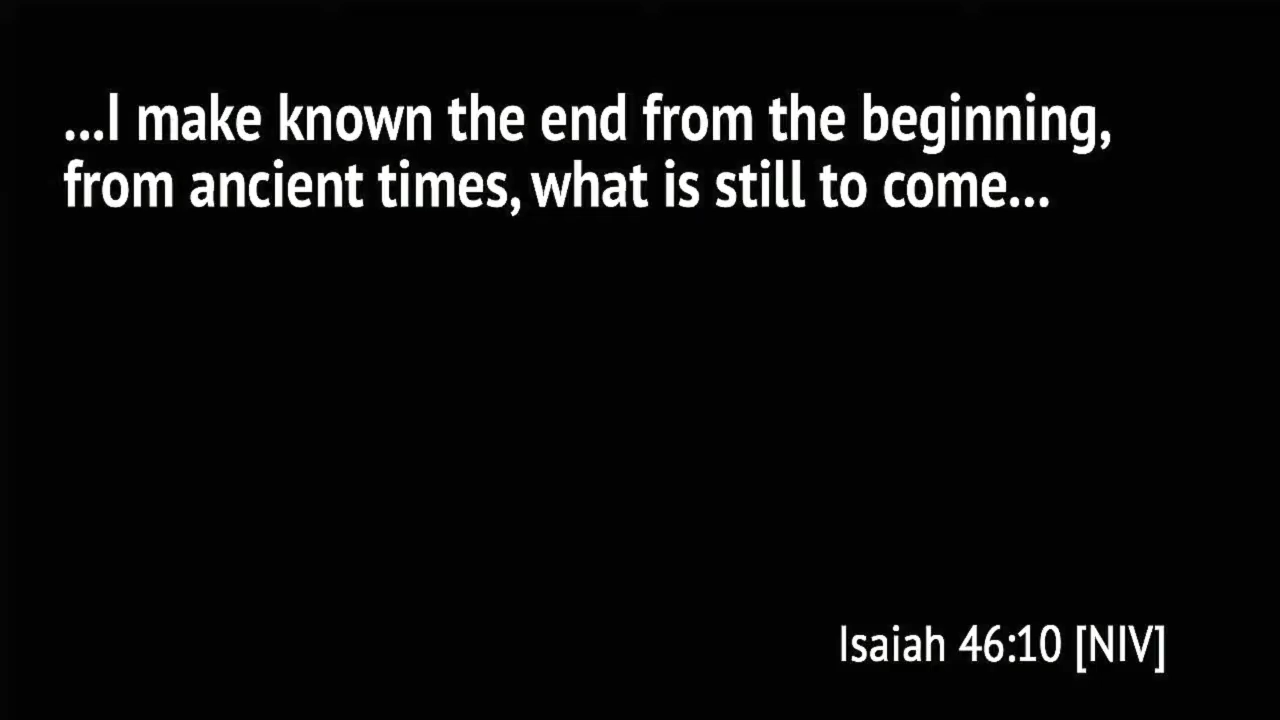 ...I make known the end from the beginning,
from ancient times, what is still to come...
Isaiah 46:10 [NIV]